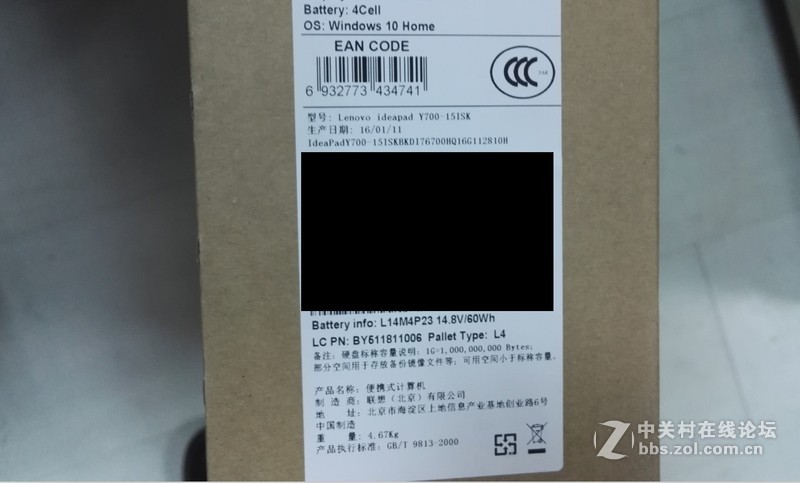 Battery: 4Cell
OS: Windows 10 Home
EAN CODE
6 932773 434741
TM
型号: Lenovo ideapad Y700-15ISK
生产日期: 16/01/11
IdeaPadY700-15ISKBKDI76700HQ16G112810H
Battery info: L14M4P23 14.8V/60Wh
LC PN: BY511811006 Pallet Type: L4
备注: 硬盘标称容量说明: 1G=1,000,000,000 Bytes;
部分空间用于存放备份镜像文件等; 可用空间小于标称容量.
产品名称: 便携式计算机
制造商: 联想(北京)有限公司
地址: 北京市海淀区上地信息产业基地创业路6号
中国制造
重量: 4.67Kg
产品执行标准: GB/T 9813-2000
中关村在线论坛
bbs.zol.com.cn